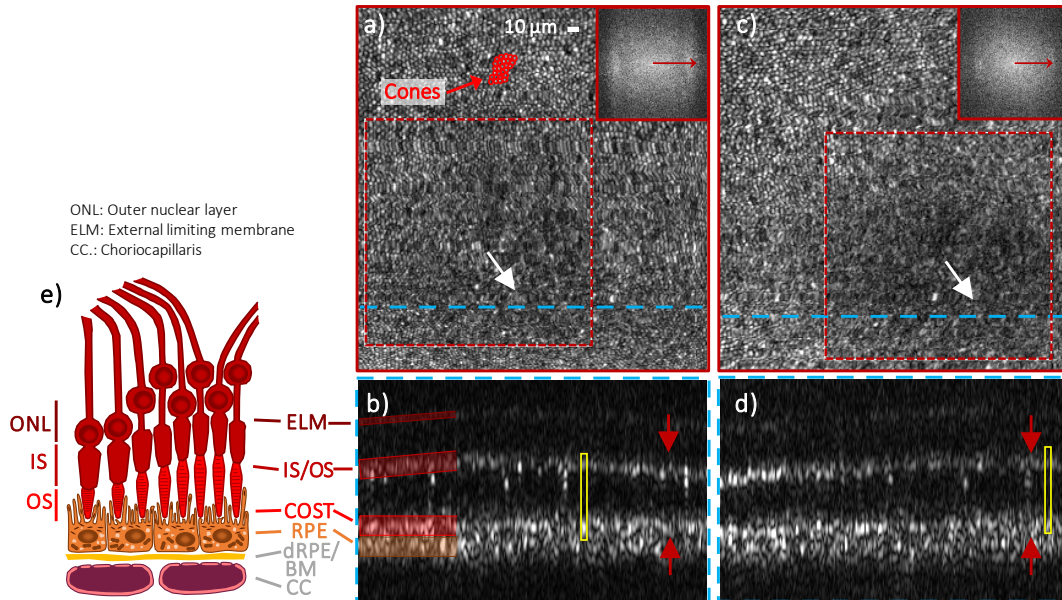 a)
10 µm
Cones
c)
ONL: Outer nuclear layer
ELM: External limiting membrane
CC.: Choriocapillaris
e)
b)
d)
ONL
ELM
IS
IS/OS
OS
COST
RPE
dRPE/
BM
CC